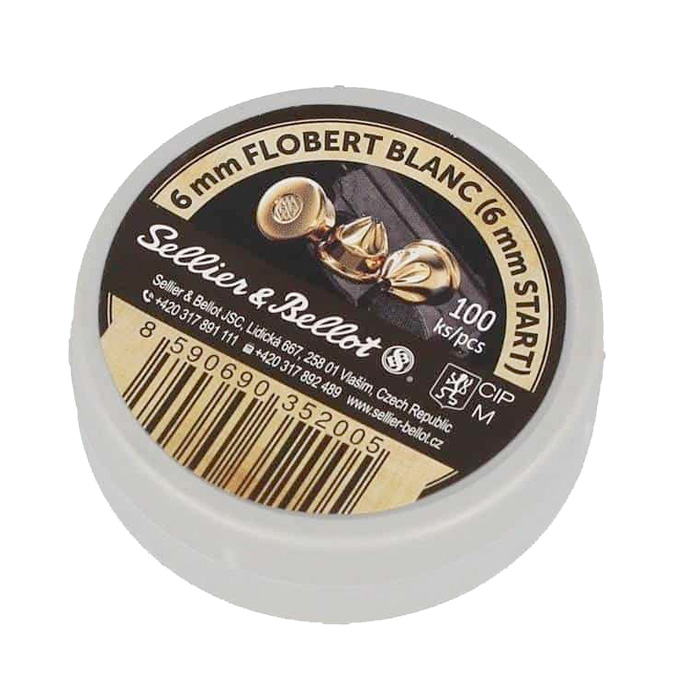 6 mm FLOBERT BLANC (6 mm START)
100
ks/pcs
Sellier & Bellot
Sellier & Bellot JSC, Lidická 667, 258 01 Vlašim, Czech Republic
+420 317 891 111 +420 317 892 489 www.sellier-bellot.cz
CIP
M
8 590690 352005